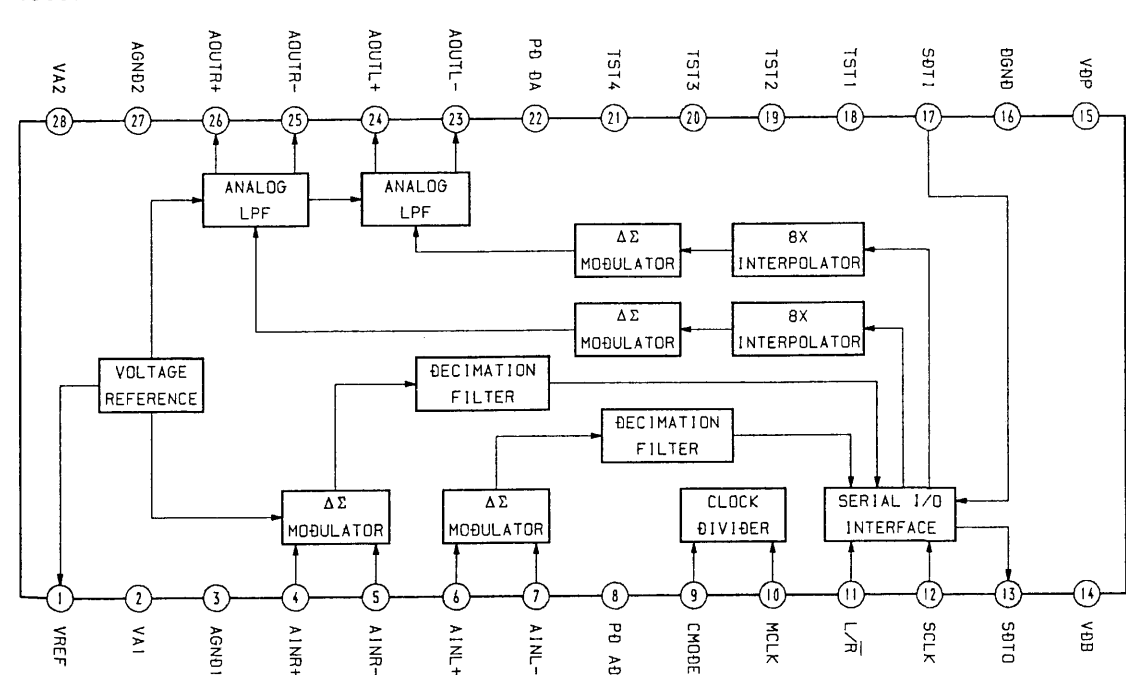 VA2
AGND2
AOUTR+
AOUTR-
AOUTL+
AOUTL-
PD DA
TST4
TST3
TST2
TST1
SDTI
DGND
VDP
28
27
26
25
24
23
22
21
20
19
18
17
16
15
ANALOG
LPF
ANALOG
LPF
ΔΣ
MODULATOR
8X
INTERPOLATOR
ΔΣ
MODULATOR
8X
INTERPOLATOR
VOLTAGE
REFERENCE
DECIMATION
FILTER
DECIMATION
FILTER
ΔΣ
MODULATOR
ΔΣ
MODULATOR
CLOCK
DIVIDER
SERIAL I/O
INTERFACE
1
2
3
4
5
6
7
8
9
10
11
12
13
14
VREF
VA1
AGND1
AINR+
AINR-
AINL+
AINL-
PD AD
CMODE
MCLK
L/R̅
SCLK
SDTO
VDB